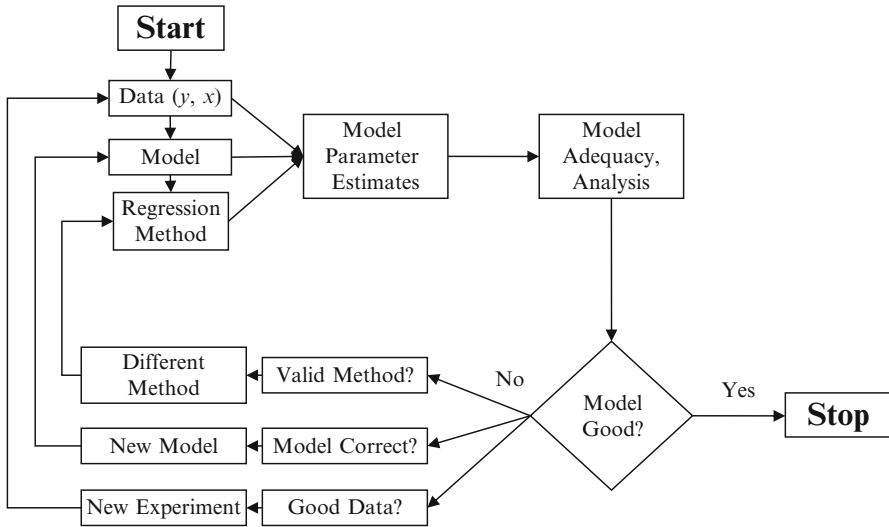 Start
Data (y, x)
Model
Regression
Method
Model
Parameter
Estimates
Model
Adequacy,
Analysis
Different
Method
Valid Method?
No
Model
Good?
Yes
Stop
New Model
Model Correct?
New Experiment
Good Data?